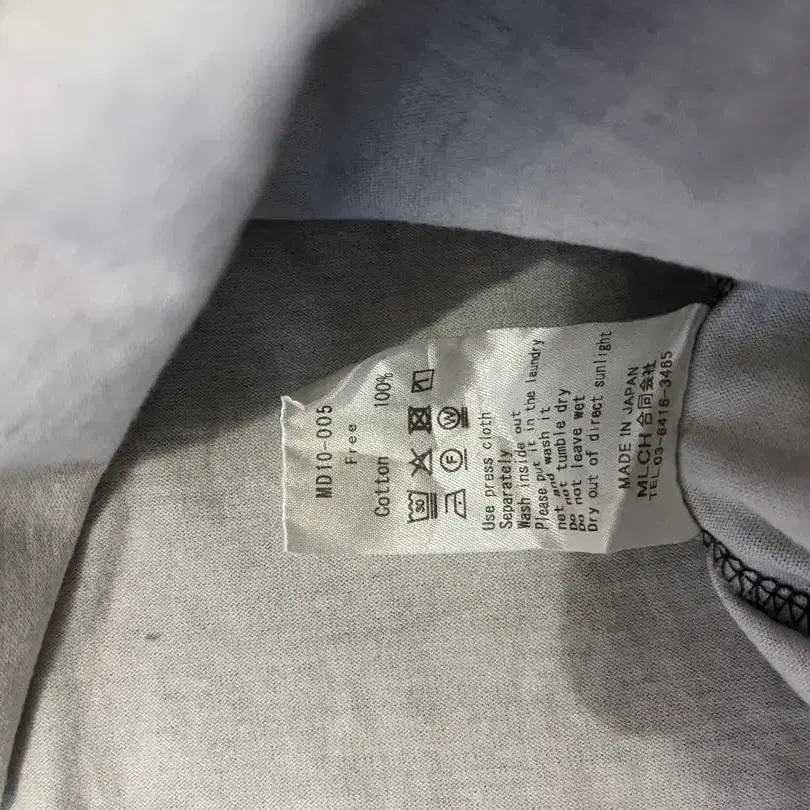 MD10-005
Free
Cotton 100%
Use press cloth
Separately
Wash inside out
Please put it in the laundry
net and wash it
Do not tumble dry
Do not leave wet
Dry out of direct sunlight
MADE IN JAPAN
MLCH合同会社
TEL.03-6416-3465